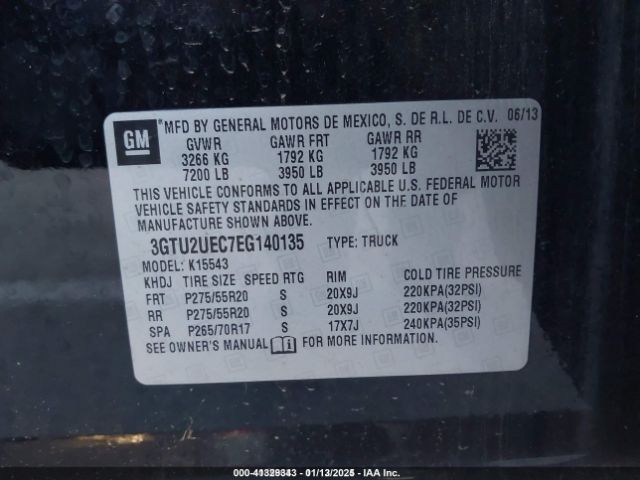 GM
*MFD BY GENERAL MOTORS DE MEXICO, S. DE R.L. DE C.V. 06/13
GVWR GAWR FRT GAWR RR
3266 KG 1792 KG 1792 KG
7200 LB 3950 LB 3950 LB
THIS VEHICLE CONFORMS TO ALL APPLICABLE U.S. FEDERAL MOTOR
VEHICLE SAFETY STANDARDS IN EFFECT ON THE DATE OF
MANUFACTURE SHOWN ABOVE.
3GTU2UEC7EG140135 TYPE: TRUCK
MODEL: K15543
KHDJ TIRE SIZE SPEED RTG RIM COLD TIRE PRESSURE
FRT P275/55R20 S 20X9J 220KPA(32PSI)
RR P275/55R20 S 20X9J 220KPA(32PSI)
SPA P265/70R17 S 17X7J 240KPA(35PSI)
SEE OWNER'S MANUAL FOR MORE INFORMATION.
01/13/2025 - IAA Inc.